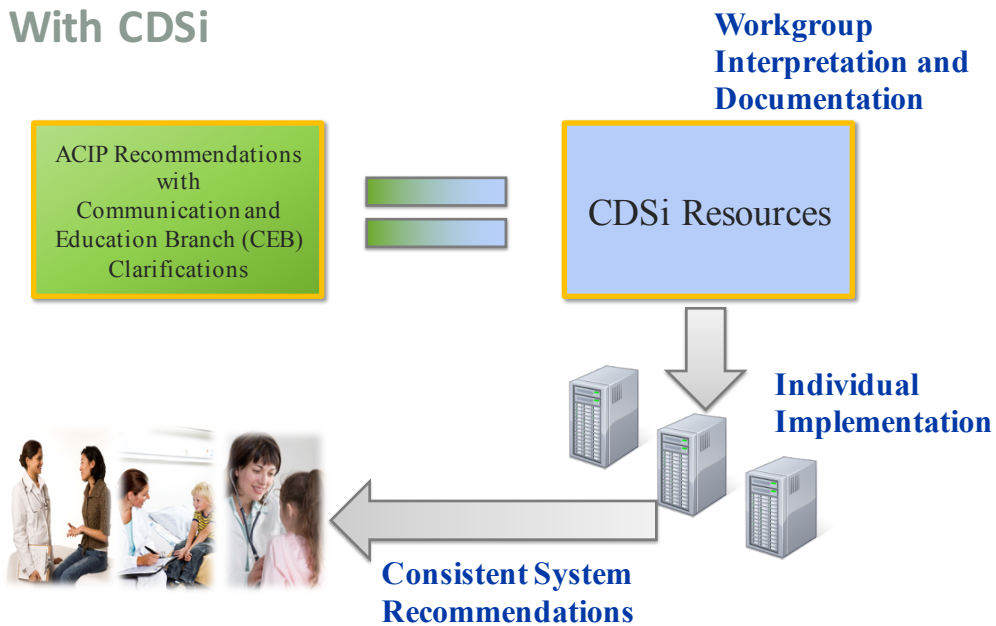 With CDSi
Workgroup
Interpretation and
Documentation
ACIP Recommendations
with
Communication and
Education Branch (CEB)
Clarifications
CDSi Resources
Individual
Implementation
Consistent System
Recommendations